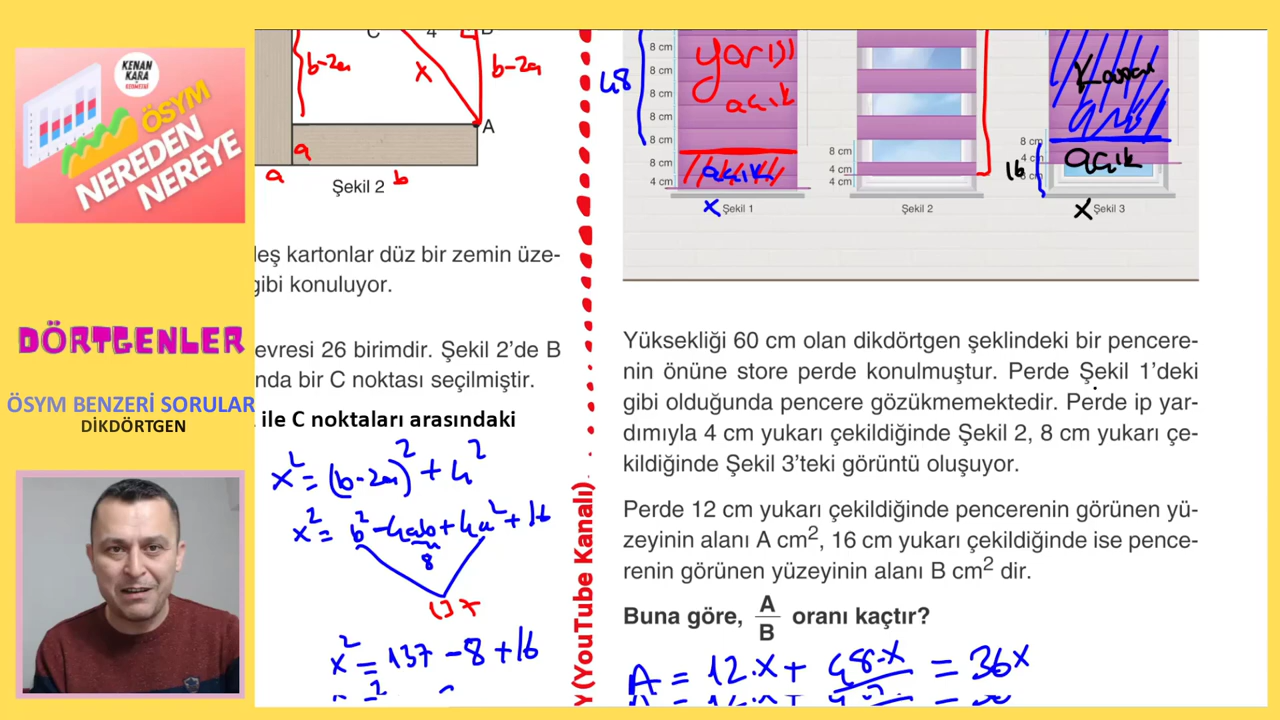 KENAN
KARA
ÖSYM
NEREDEN
NEREYE
DÖRTGENLER
ÖSYM BENZERİ SORULAR
DİKDÖRTGEN
C
4
B
b-2a
x
b-2a
A
a
a
b
Şekil 2
leş kartonlar düz bir zemin üze-
gibi konuluyor.
evresi 26 birimdir. Şekil 2'de B
nda bir C noktası seçilmiştir.
ile C noktaları arasındaki
x² = (b-2a)² + 4²
x² = b² - 4ab + 4a² + 16
8
137
x² = 137 - 8 + 16
Y (YouTube Kanalı)
48
8 cm
8 cm
8 cm
8 cm
8 cm
8 cm
4 cm
yarısı
açık
açık
x
Şekil 1
8 cm
4 cm
4 cm
Şekil 2
Kapalı
16
8 cm
4 cm
8 cm
açık
x
Şekil 3
Yüksekliği 60 cm olan dikdörtgen şeklindeki bir pencere-
nin önüne store perde konulmuştur. Perde Şekil 1'deki
gibi olduğunda pencere gözükmemektedir. Perde ip yar-
dımıyla 4 cm yukarı çekildiğinde Şekil 2, 8 cm yukarı çe-
kildiğinde Şekil 3'teki görüntü oluşuyor.
Perde 12 cm yukarı çekildiğinde pencerenin görünen yü-
zeyinin alanı A cm², 16 cm yukarı çekildiğinde ise pence-
renin görünen yüzeyinin alanı B cm² dir.
Buna göre, A/B oranı kaçtır?
A = 12.x + 48.x = 36x